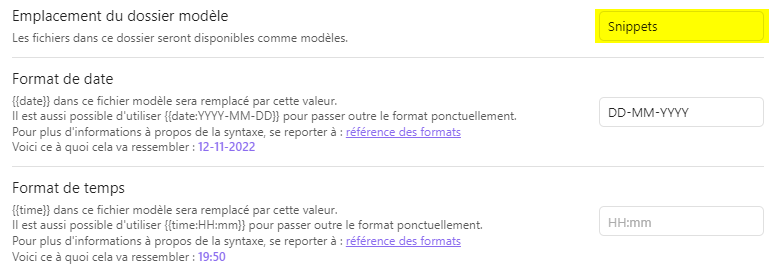 Emplacement du dossier modèle
Les fichiers dans ce dossier seront disponibles comme modèles.
Snippets
Format de date
{{date}} dans ce fichier modèle sera remplacé par cette valeur.
Il est aussi possible d'utiliser {{date:YYYY-MM-DD}} pour passer outre le format ponctuellement.
Pour plus d'informations à propos de la syntaxe, se reporter à : référence des formats
Voici ce à quoi cela va ressembler : 12-11-2022
DD-MM-YYYY
Format de temps
{{time}} dans ce fichier modèle sera remplacé par cette valeur.
Il est aussi possible d'utiliser {{time:HH:mm}} pour passer outre le format ponctuellement.
Pour plus d'informations à propos de la syntaxe, se reporter à : référence des formats
Voici ce à quoi cela va ressembler : 19:50
HH:mm